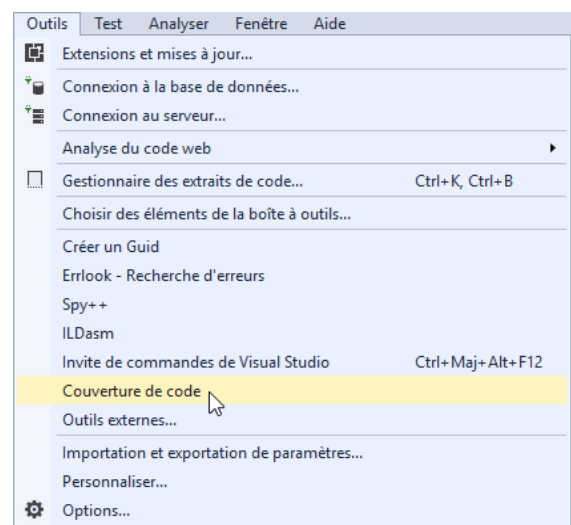 Outils Test Analyser Fenêtre Aide
Extensions et mises à jour...
Connexion à la base de données...
Connexion au serveur...
Analyse du code web
Gestionnaire des extraits de code... Ctrl+K, Ctrl+B
Choisir des éléments de la boîte à outils...
Créer un Guid
Errlook - Recherche d'erreurs
Spy++
ILDasm
Invite de commandes de Visual Studio Ctrl+Maj+Alt+F12
Couverture de code
Outils externes...
Importation et exportation de paramètres...
Personnaliser...
Options...